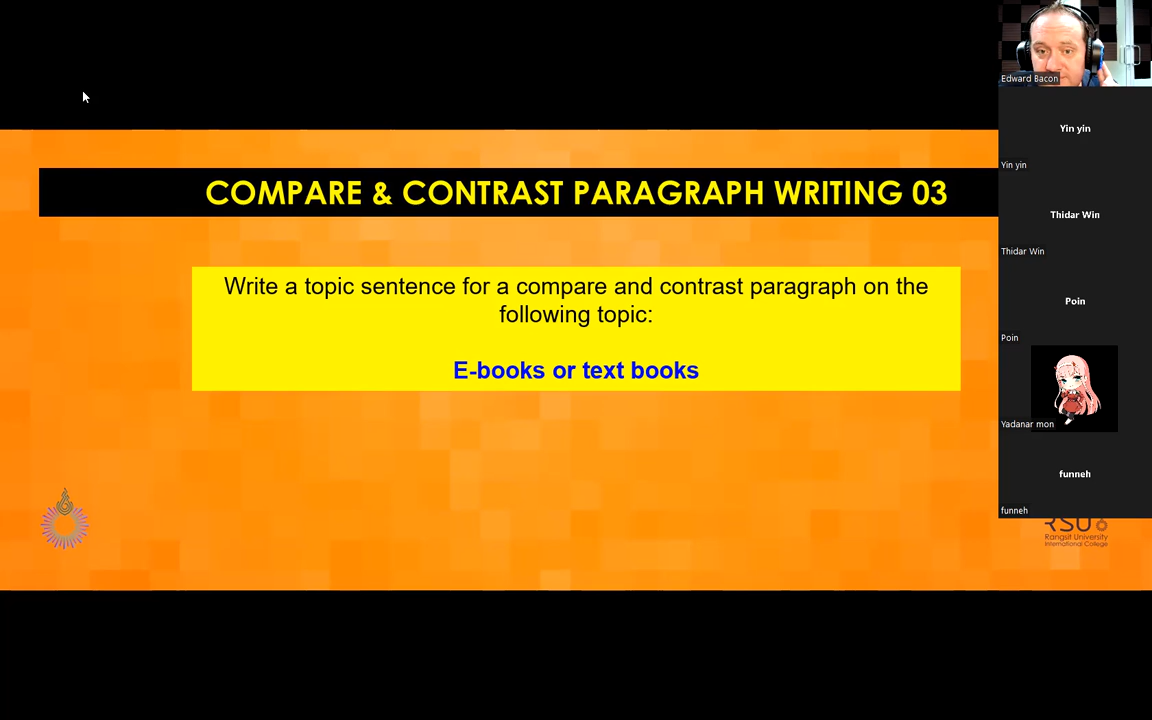 Edward Bacon
COMPARE & CONTRAST PARAGRAPH WRITING 03
Write a topic sentence for a compare and contrast paragraph on the
following topic:
E-books or text books
Yin yin
Yin yin
Thidar Win
Thidar Win
Poin
Poin
Yadanar mon
funneh
funneh
RSU
Rangsit University
International College